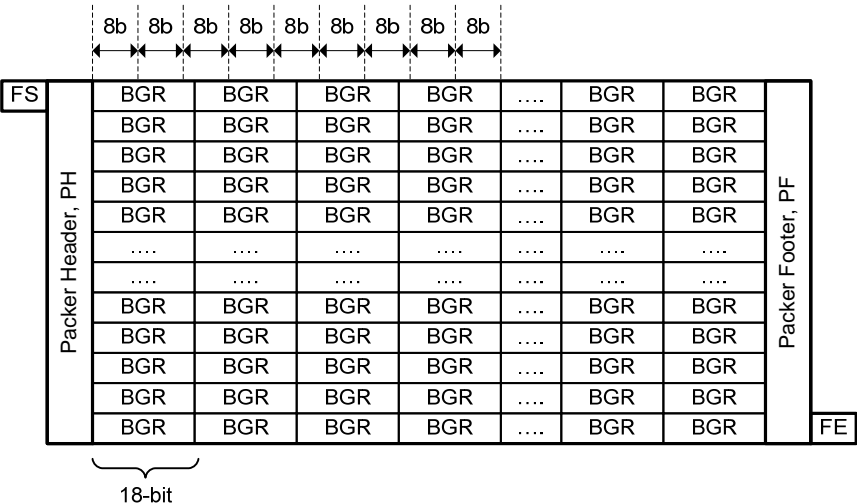 8b 8b 8b 8b 8b 8b 8b 8b 8b
FS BGR BGR BGR BGR .... BGR BGR
BGR BGR BGR BGR .... BGR BGR
BGR BGR BGR BGR .... BGR BGR
BGR BGR BGR BGR .... BGR BGR
BGR BGR BGR BGR .... BGR BGR
.... .... .... .... .... .... ....
.... .... .... .... .... .... ....
BGR BGR BGR BGR .... BGR BGR
BGR BGR BGR BGR .... BGR BGR
BGR BGR BGR BGR .... BGR BGR
BGR BGR BGR BGR .... BGR BGR
BGR BGR BGR BGR .... BGR BGR FE
Packer Header, PH
Packer Footer, PF
18-bit